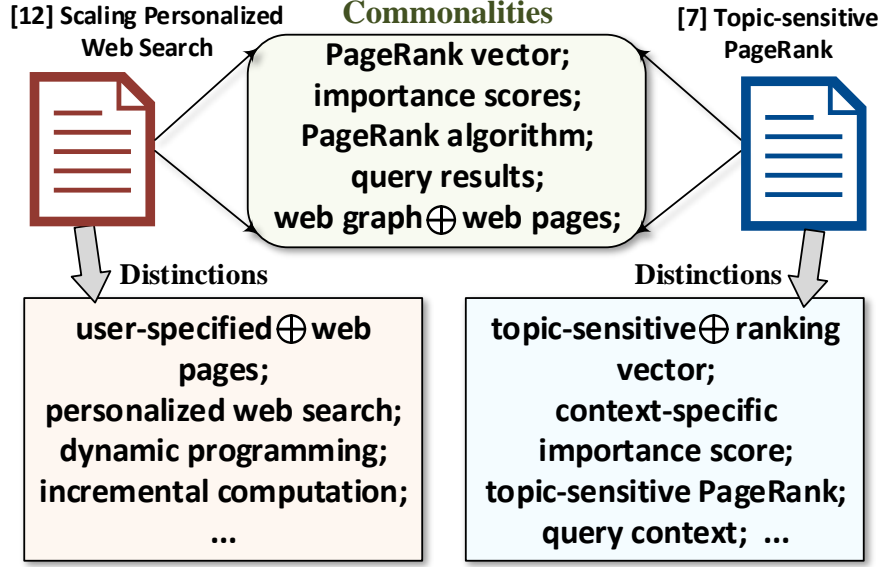 [12] Scaling Personalized
Web Search
Commonalities
[7] Topic-sensitive
PageRank
PageRank vector;
importance scores;
PageRank algorithm;
query results;
web graph⊕web pages;
Distinctions
user-specified⊕web
pages;
personalized web search;
dynamic programming;
incremental computation;
...
Distinctions
topic-sensitive⊕ranking
vector;
context-specific
importance score;
topic-sensitive PageRank;
query context; ...